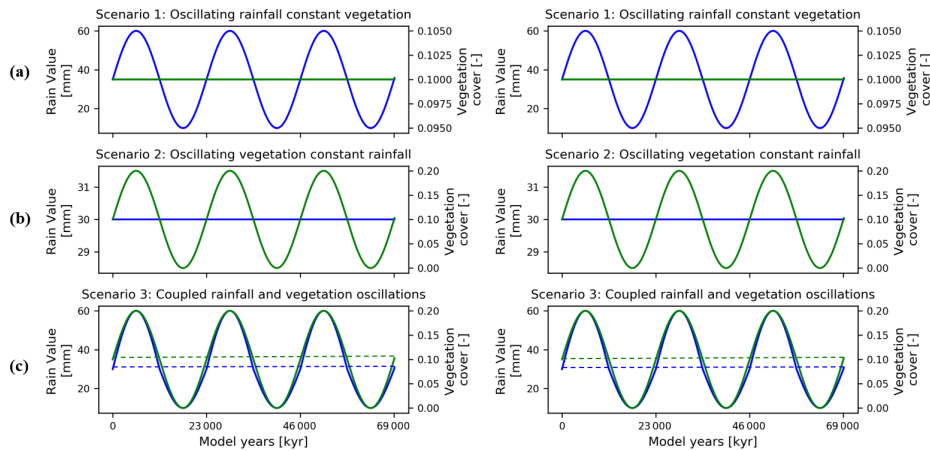 Scenario 1: Oscillating rainfall constant vegetation
Scenario 1: Oscillating rainfall constant vegetation
(a)
Rain Value
[mm]
60
40
20
0.1050
0.1025
0.1000
0.0975
0.0950
Vegetation
cover [-]
Rain Value
[mm]
60
40
20
0.1050
0.1025
0.1000
0.0975
0.0950
Vegetation
cover [-]
Scenario 2: Oscillating vegetation constant rainfall
Scenario 2: Oscillating vegetation constant rainfall
(b)
Rain Value
[mm]
31
30
29
0.20
0.15
0.10
0.05
0.00
Vegetation
cover [-]
Rain Value
[mm]
31
30
29
0.20
0.15
0.10
0.05
0.00
Vegetation
cover [-]
Scenario 3: Coupled rainfall and vegetation oscillations
Scenario 3: Coupled rainfall and vegetation oscillations
(c)
Rain Value
[mm]
60
40
20
0.20
0.15
0.10
0.05
0.00
Vegetation
cover [-]
Rain Value
[mm]
60
40
20
0.20
0.15
0.10
0.05
0.00
Vegetation
cover [-]
0 23 000 46 000 69 000
0 23 000 46 000 69 000
Model years [kyr]
Model years [kyr]